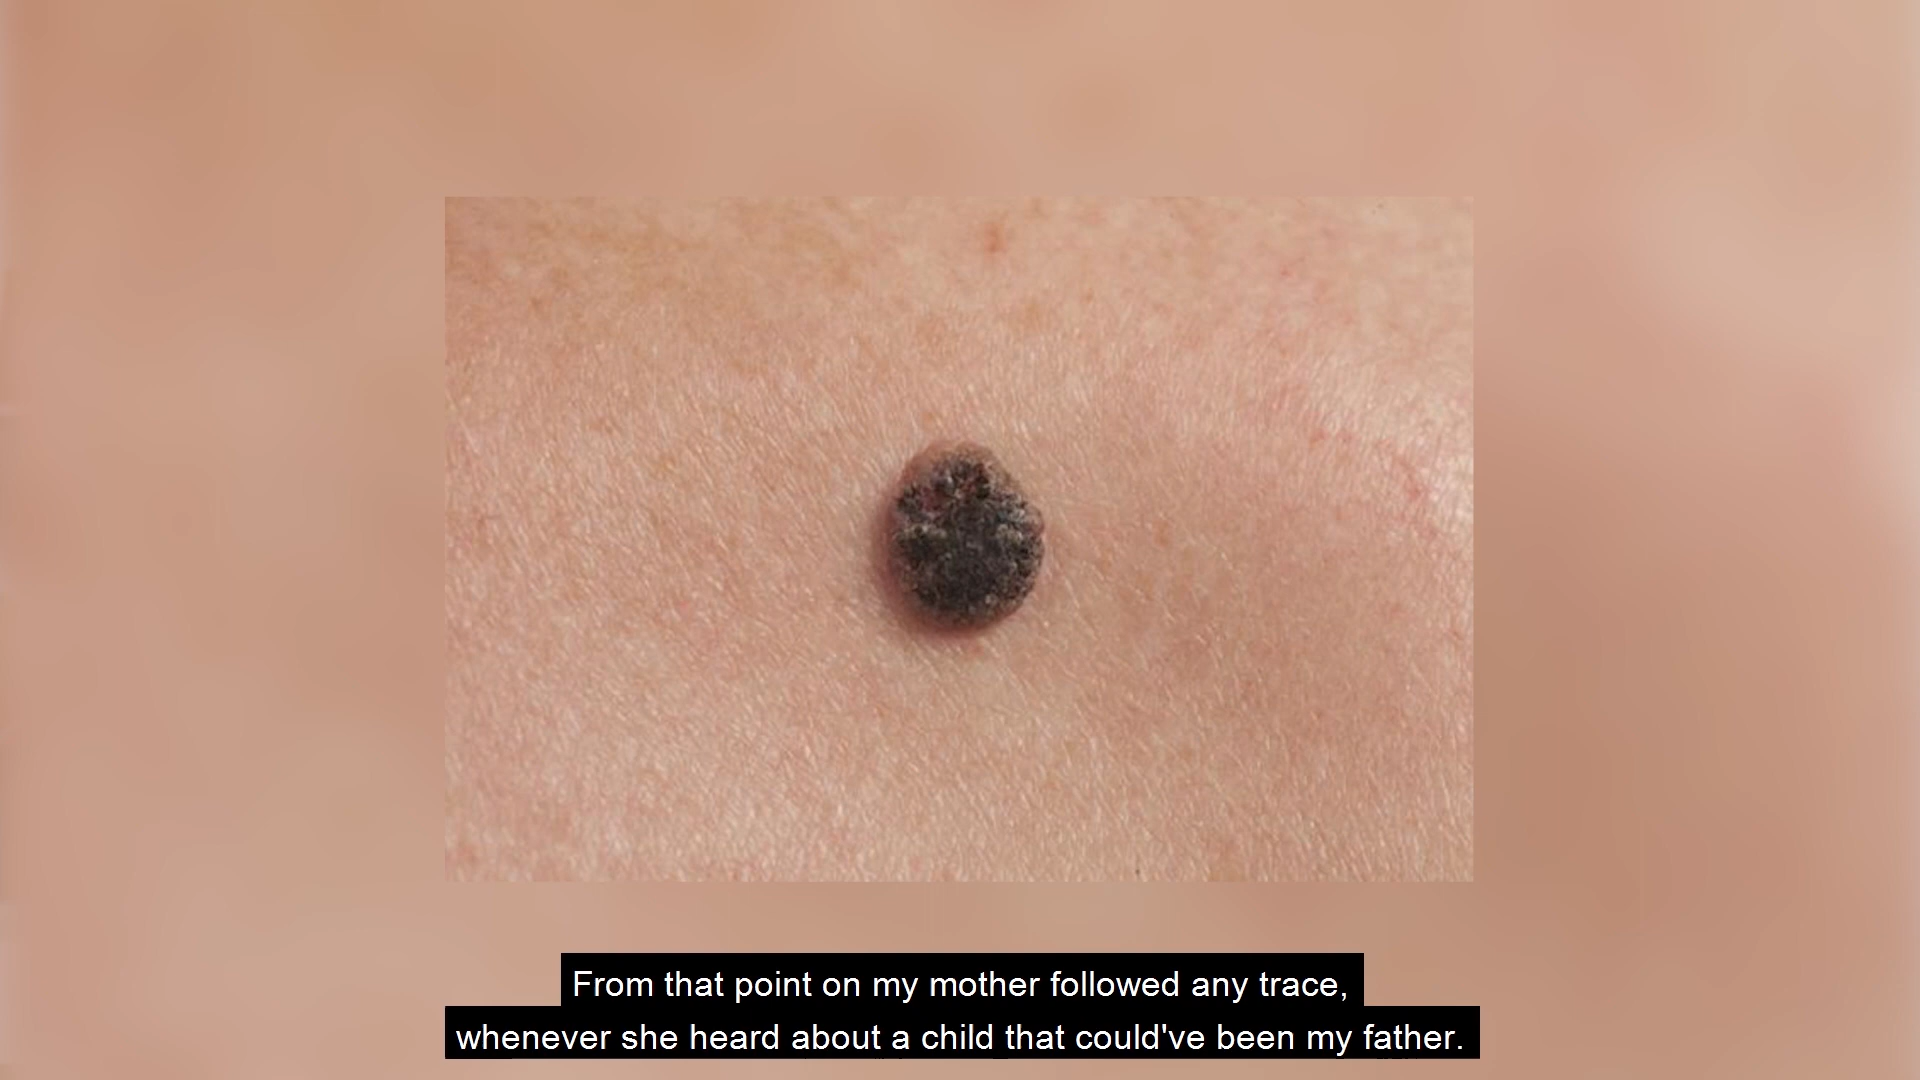 From that point on my mother followed any trace,
whenever she heard about a child that could've been my father.